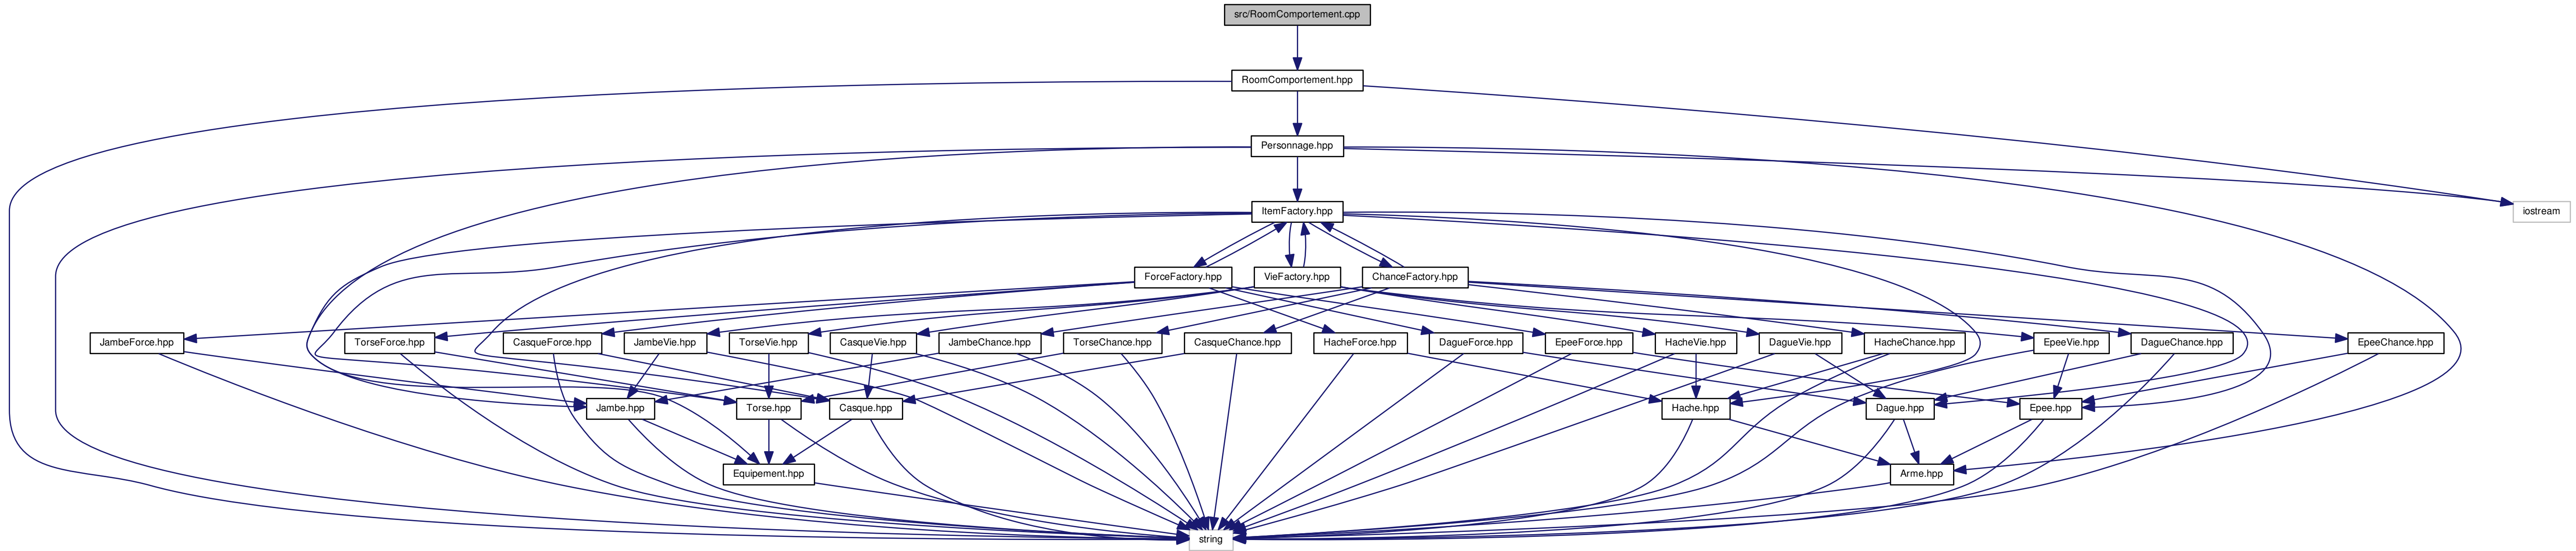 src/RoomComportement.cpp
RoomComportement.hpp
Personnage.hpp
ItemFactory.hpp
iostream
ForceFactory.hpp
VieFactory.hpp
ChanceFactory.hpp
JambeForce.hpp
TorseForce.hpp
CasqueForce.hpp
JambeVie.hpp
TorseVie.hpp
CasqueVie.hpp
JambeChance.hpp
TorseChance.hpp
CasqueChance.hpp
HacheForce.hpp
DagueForce.hpp
EpeeForce.hpp
HacheVie.hpp
DagueVie.hpp
HacheChance.hpp
EpeeVie.hpp
DagueChance.hpp
EpeeChance.hpp
Jambe.hpp
Torse.hpp
Casque.hpp
Hache.hpp
Dague.hpp
Epee.hpp
Equipement.hpp
Arme.hpp
string